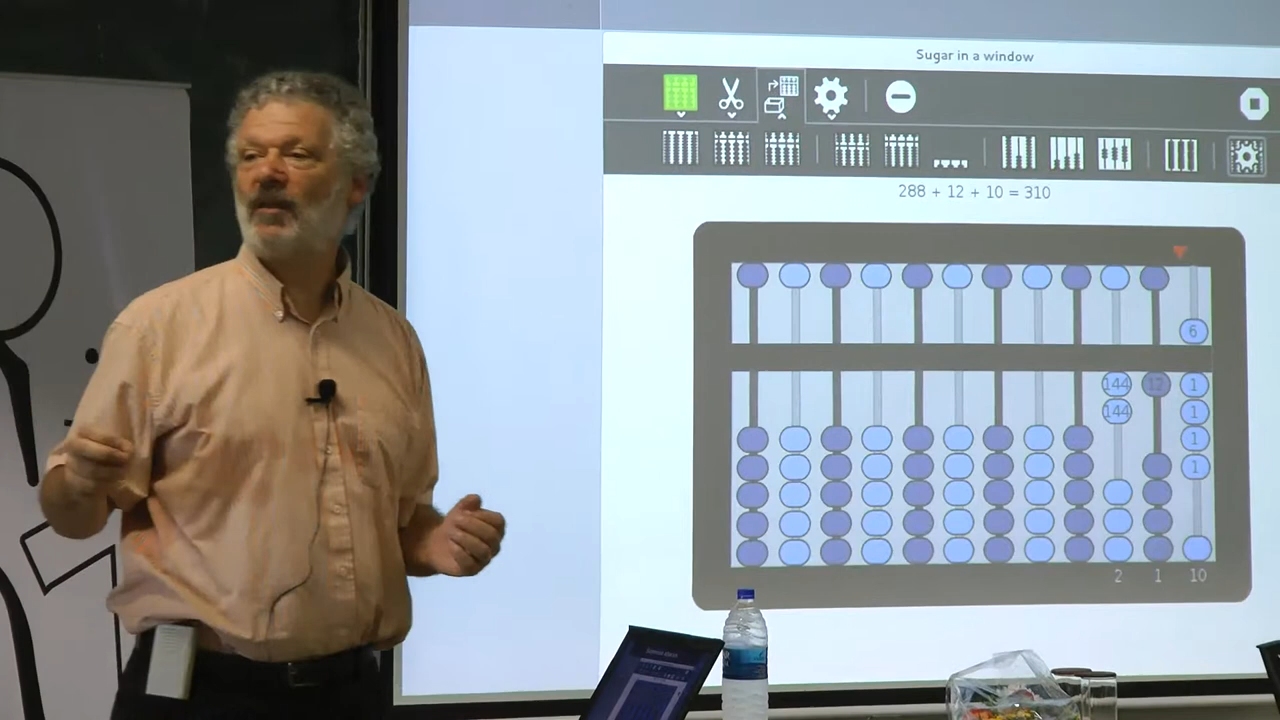 Sugar in a window
288 + 12 + 10 = 310
6
144 12 1
144 1
1
1
2 1 10